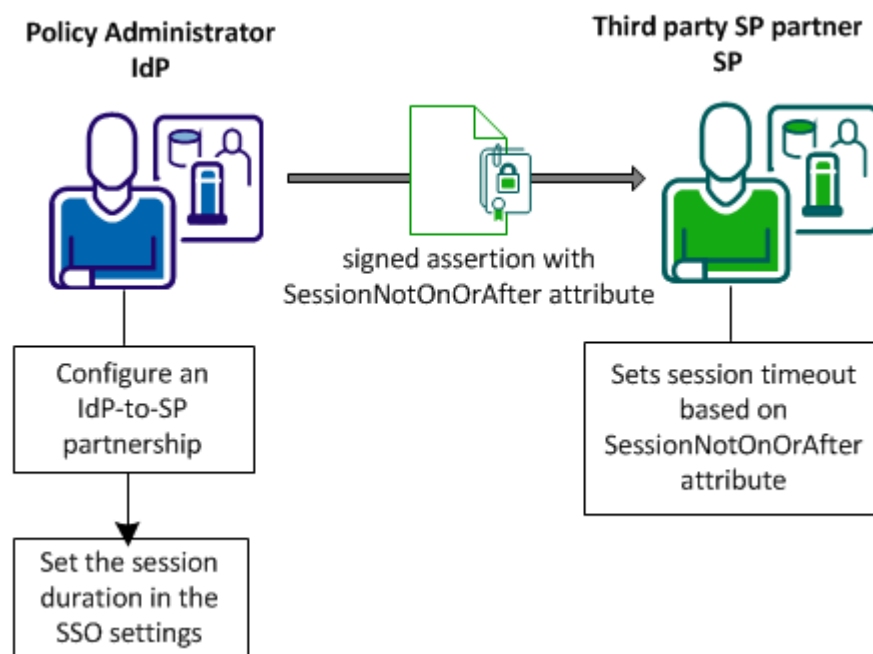 Policy Administrator
IdP
Third party SP partner
SP
signed assertion with
SessionNotOnOrAfter attribute
Configure an
IdP-to-SP
partnership
Set the session
duration in the
SSO settings
Sets session timeout
based on
SessionNotOnOrAfter
attribute